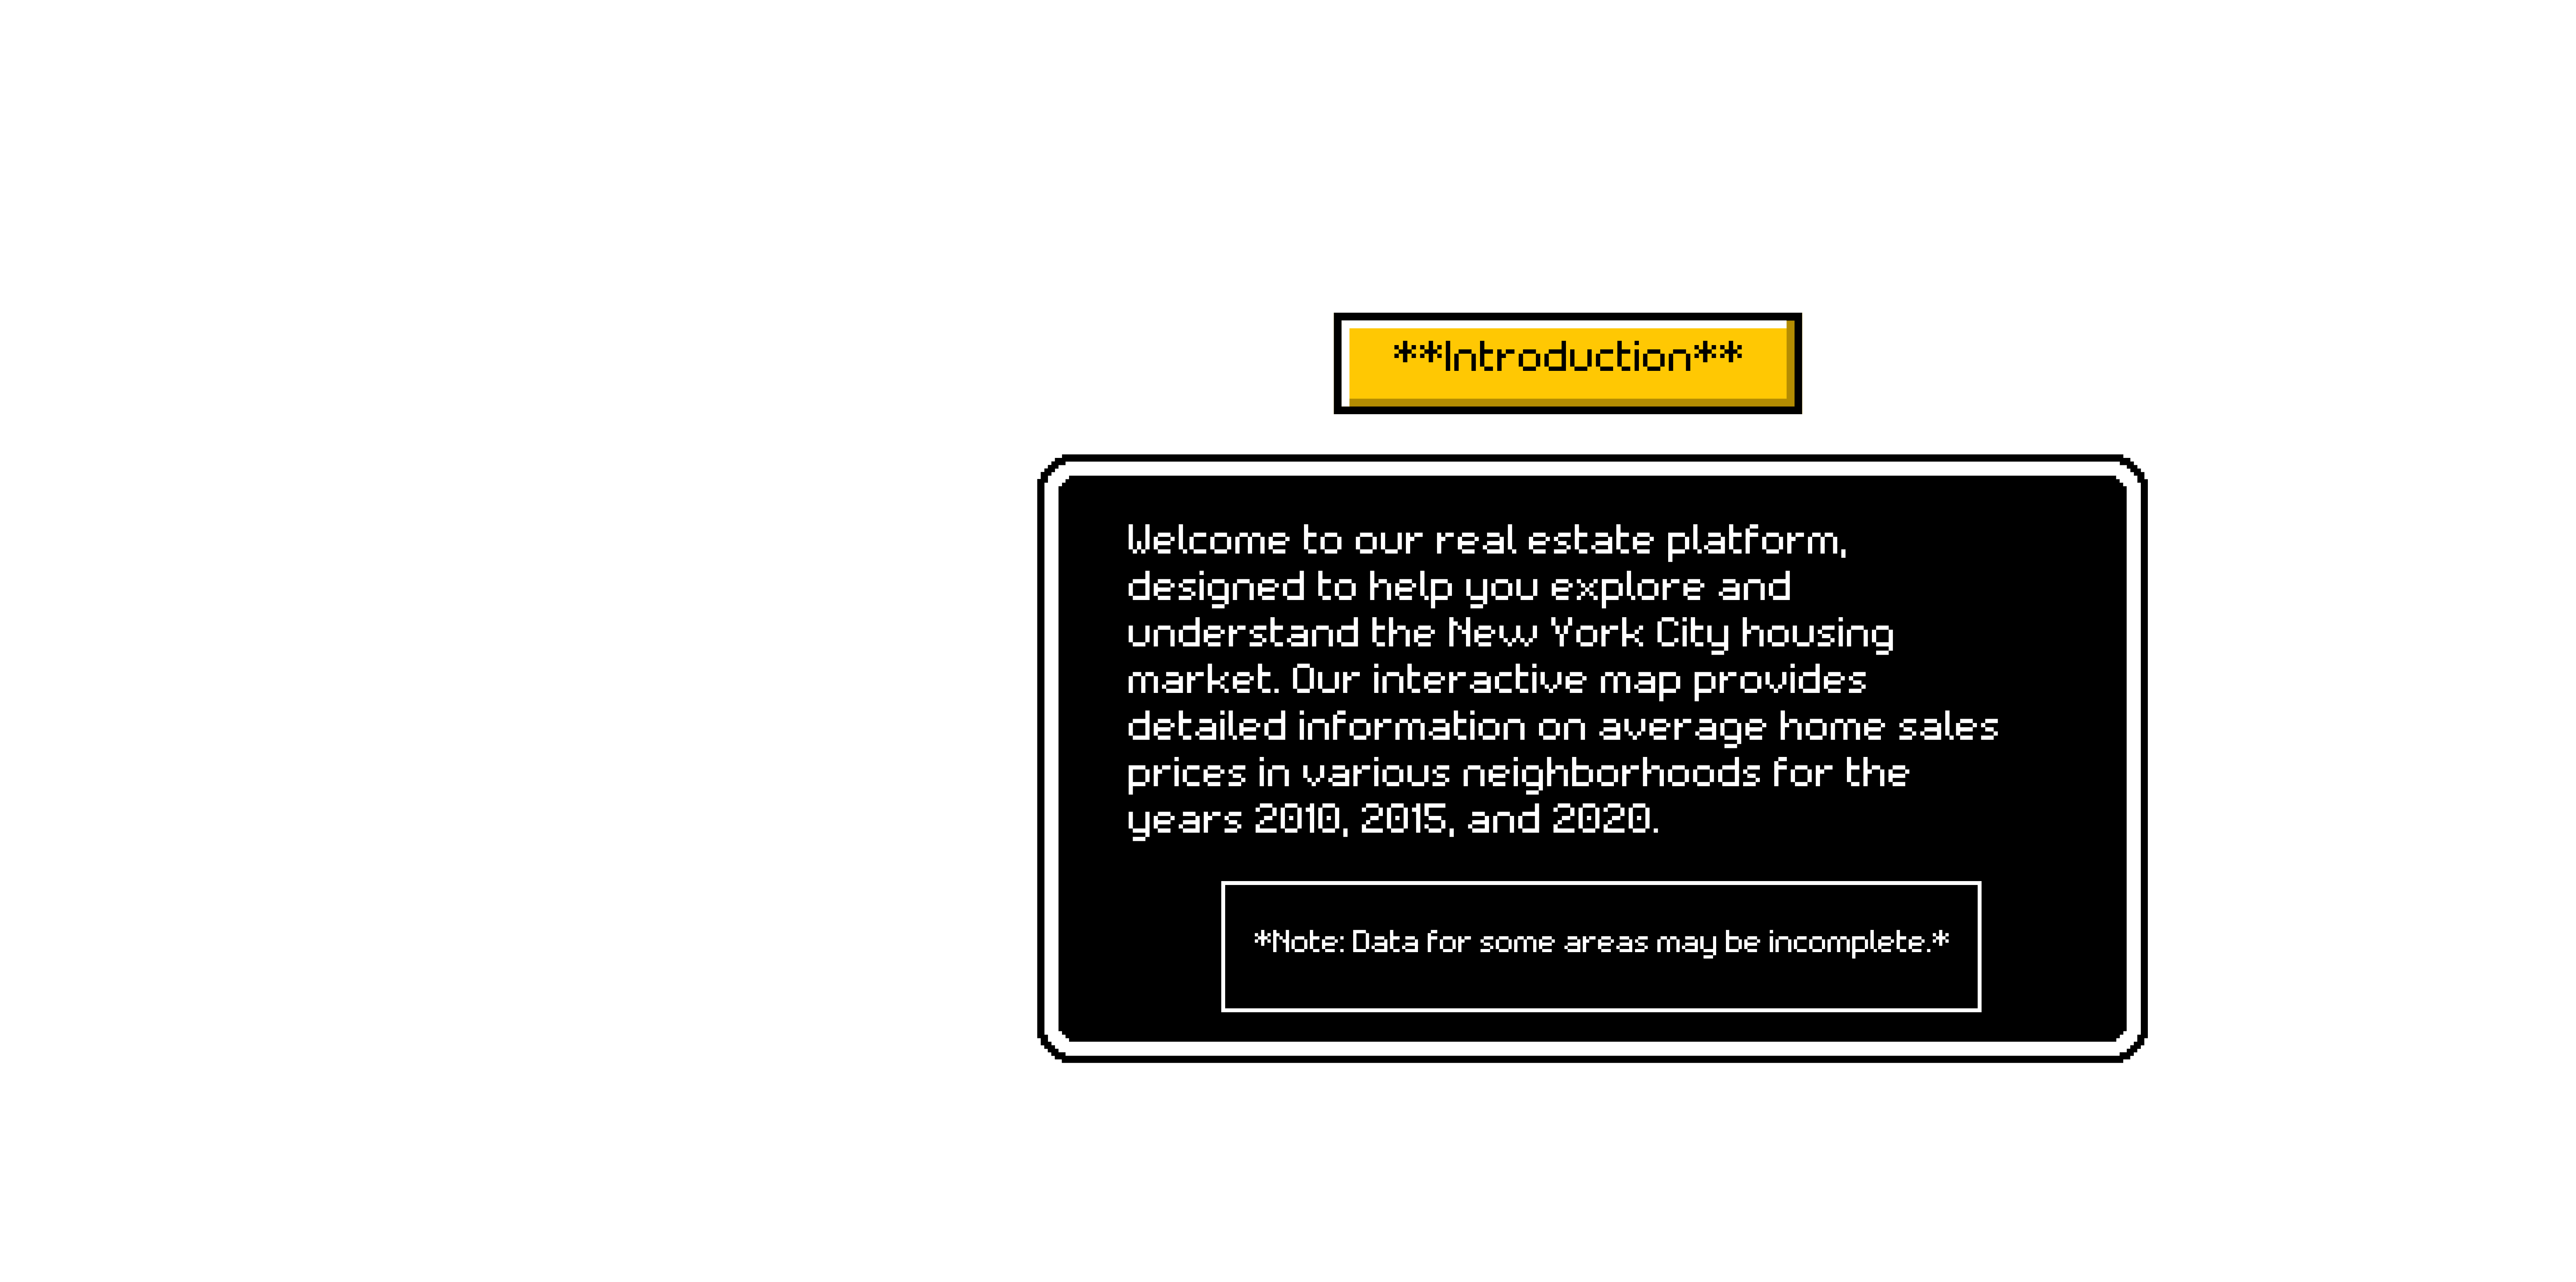 **Introduction**
Welcome to our real estate platform,
designed to help you explore and
understand the New York City housing
market. Our interactive map provides
detailed information on average home sales
prices in various neighborhoods for the
years 2010, 2015, and 2020.
*Note: Data for some areas may be incomplete.*